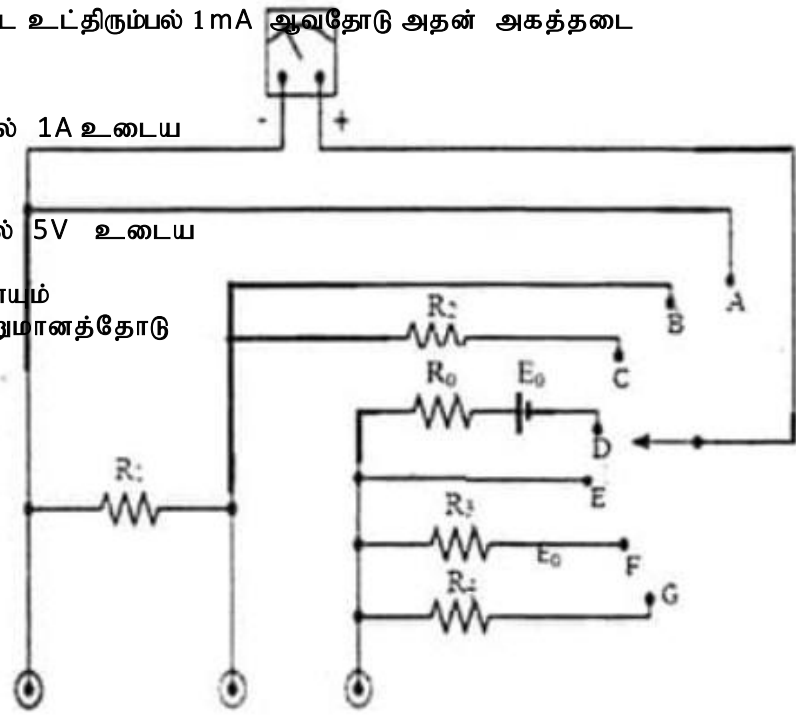 ட உட்திரும்பல் 1mA ஆவதோடு அதன் அகத்தடை
- +
ல் 1A உடைய
ல் 5V உடைய
ாயும்
றுமானத்தோடு
A
B
C
R₀ E₀
D
E
E₀ F
G